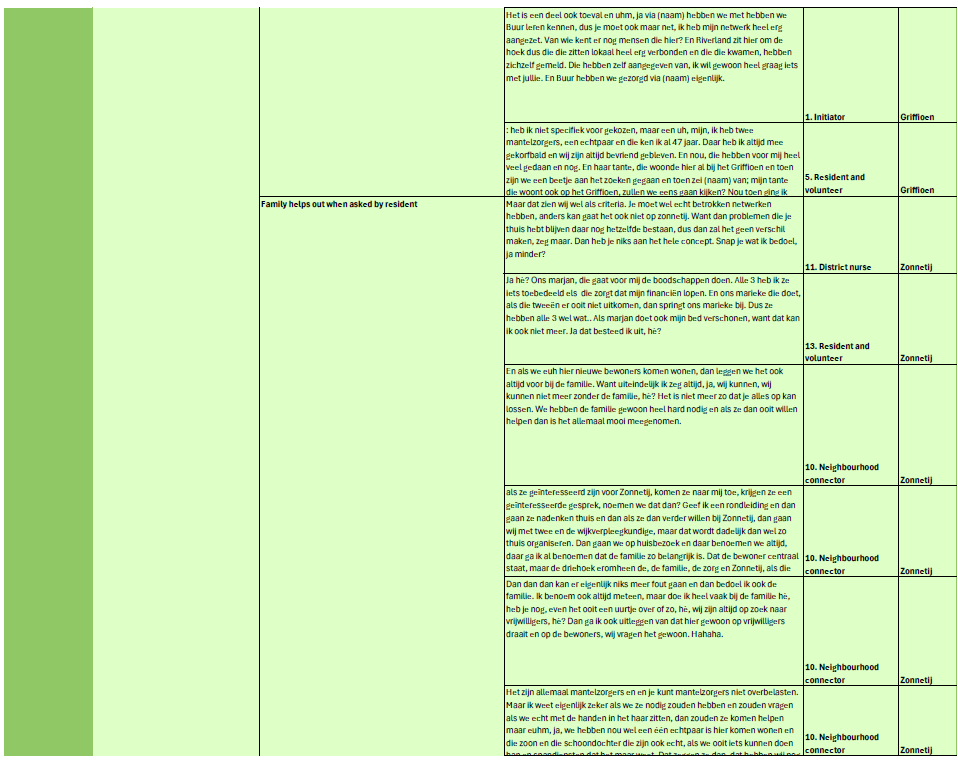 Het is een deel ook toeval en uhm, ja via (naam) hebben we met hebben we
Buur leren kennen, dus je moet ook maar net, ik heb mijn netwerk heel erg
aangezet. Van wie kent er nog mensen die hier? En Riverland zit hier om de
hoek dus die die zitten lokaal heel erg verbonden en die die kwamen, hebben
zichzelf gemeld. Die hebben zelf aangegeven van, ik wil gewoon heel graag iets
met jullie. En Buur hebben we gezorgd via (naam) eigenlijk.
1. Initiator
Griffioen
: heb ik niet specifiek voor gekozen, maar een uh, mijn, ik heb twee
mantelzorgers, een echtpaar en die ken ik al 47 jaar. Daar heb ik altijd mee
gekorfbald en wij zijn altijd bevriend gebleven. En nou, die hebben voor mij heel
veel gedaan en nog. En haar tante, die woonde hier al bij het Griffioen en toen
zijn we een beetje aan het zoeken gegaan en toen zei (naam) van; mijn tante
die woont ook op het Griffioen, zullen we eens gaan kijken? Nou toen ging ik
5. Resident and
volunteer
Griffioen
Family helps out when asked by resident
Maar dat zien wij wel als criteria. Je moet wel echt betrokken netwerken
hebben, anders kan gaat het ook niet op zonnetij. Want dan problemen die je
thuis hebt blijven daar nog hetzelfde bestaan, dus dan zal het geen verschil
maken, zeg maar. Dan heb je niks aan het hele concept. Snap je wat ik bedoel,
ja minder?
11. District nurse
Zonnetij
Ja hè? Ons marjan, die gaat voor mij de boodschappen doen. Alle 3 heb ik ze
iets toebedeeld els  die zorgt dat mijn financiën lopen. En ons marieke die doet,
als die tweeën er ooit niet uitkomen, dan springt ons marieke bij. Dus ze
hebben alle 3 wel wat.. Als marjan doet ook mijn bed verschonen, want dat kan
ik ook niet meer. Ja dat besteed ik uit, hè?
13. Resident and
volunteer
Zonnetij
En als we euh hier nieuwe bewoners komen wonen, dan leggen we het ook
altijd voor bij de familie. Want uiteindelijk ik zeg altijd, ja, wij kunnen, wij
kunnen niet meer zonder de familie, hè? Het is niet meer zo dat je alles op kan
lossen. We hebben de familie gewoon heel hard nodig en als ze dan ooit willen
helpen dan is het allemaal mooi meegenomen.
10. Neighbourhood
connector
Zonnetij
als ze geïnteresseerd zijn voor Zonnetij, komen ze naar mij toe, krijgen ze een
geïnteresseerde gesprek, noemen we dat dan? Geef ik een rondleiding en dan
gaan ze nadenken thuis en dan als ze dan verder willen bij Zonnetij, dan gaan
wij met twee en de wijkverpleegkundige, maar dat wordt dadelijk dan wel zo
thuis organiseren. Dan gaan we op huisbezoek en daar benoemen we altijd,
daar ga ik al benoemen dat de familie zo belangrijk is. Dat de bewoner centraal
staat, maar de driehoek eromheen de, de familie, de zorg en Zonnetij, als die
10. Neighbourhood
connector
Zonnetij
Dan dan dan kan er eigenlijk niks meer fout gaan en dan bedoel ik ook de
familie. Ik benoem ook altijd meteen, maar doe ik heel vaak bij de familie hè,
heb je nog, even het ooit een uurtje over of zo, hè, wij zijn altijd op zoek naar
vrijwilligers, hè? Dan ga ik ook uitleggen van dat hier gewoon op vrijwilligers
draait en op de bewoners, wij vragen het gewoon. Hahaha.
10. Neighbourhood
connector
Zonnetij
Het zijn allemaal mantelzorgers en en je kunt mantelzorgers niet overbelasten.
Maar ik weet eigenlijk zeker als we ze nodig zouden hebben en zouden vragen
als we echt met de handen in het haar zitten, dan zouden ze komen helpen
maar euhm, ja, we hebben nou wel een één echtpaar is hier komen wonen en
die zoon en die schoondochter die zijn ook echt, als we ooit iets kunnen doen
10. Neighbourhood
connector
Zonnetij